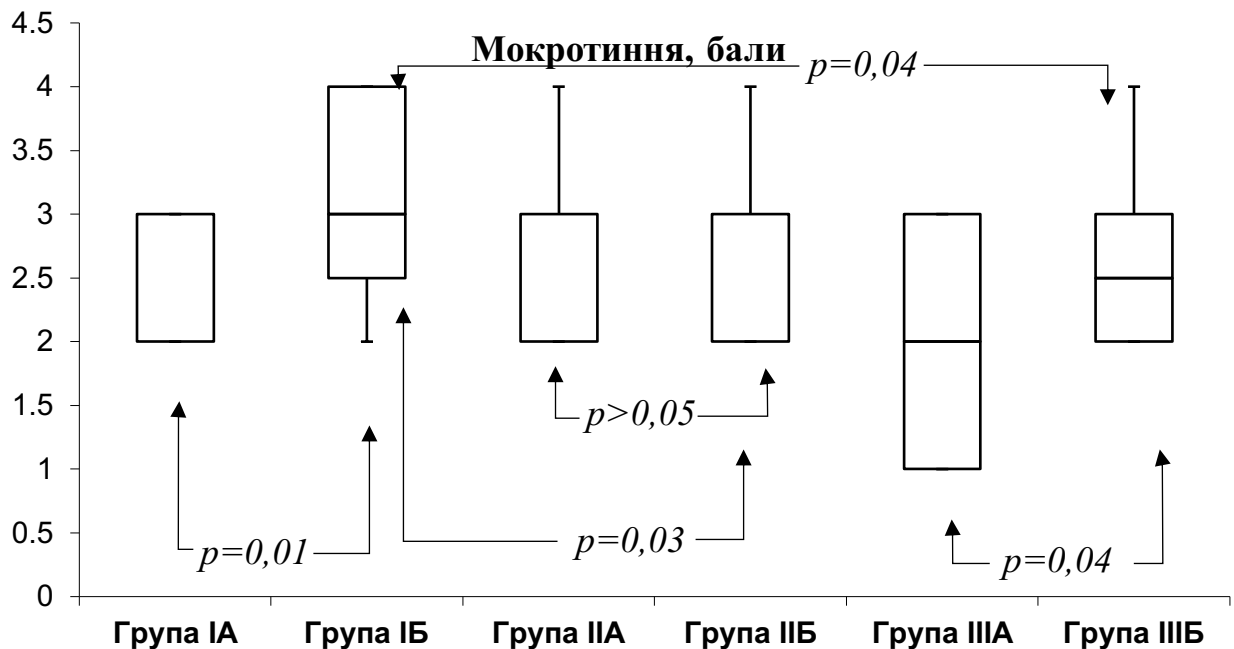 Мокротиння, бали
4.5
4
3.5
3
2.5
2
1.5
1
0.5
0
p=0,04
p>0,05
p=0,01
p=0,03
p=0,04
Група ІА
Група ІБ
Група ІІА
Група ІІБ
Група ІІІА
Група ІІІБ